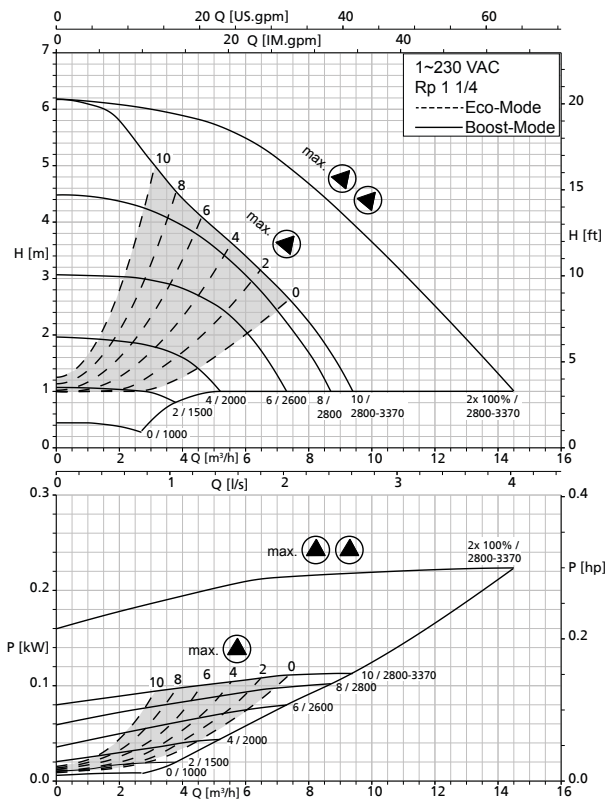 0 20 Q [US.gpm] 40 60
0 20 Q [IM.gpm] 40 60
7
6
5
4
H [m]
3
2
1
0
1~230 VAC
Rp 1 1/4
Eco-Mode
Boost-Mode
20
15
H [ft]
10
5
0
max.
max.
10
8
6
4
2
0
4 / 2000
2 / 1500
0 / 1000
6 / 2600
8 /
2800
10 /
2800-3370
2x 100% /
2800-3370
0 2 4 Q [m³/h] 6 8 10 12 14 16
0 1 Q [l/s] 2 3 4
0.3
0.2
P [kW]
0.1
0.0
0.4
P [hp]
0.2
0.0
2x 100% /
2800-3370
max.
max.
10 8 6 4 2 0
10 / 2800-3370
8 / 2800
6 / 2600
4 / 2000
2 / 1500
0 / 1000
0 2 4 Q [m³/h] 6 8 10 12 14 16